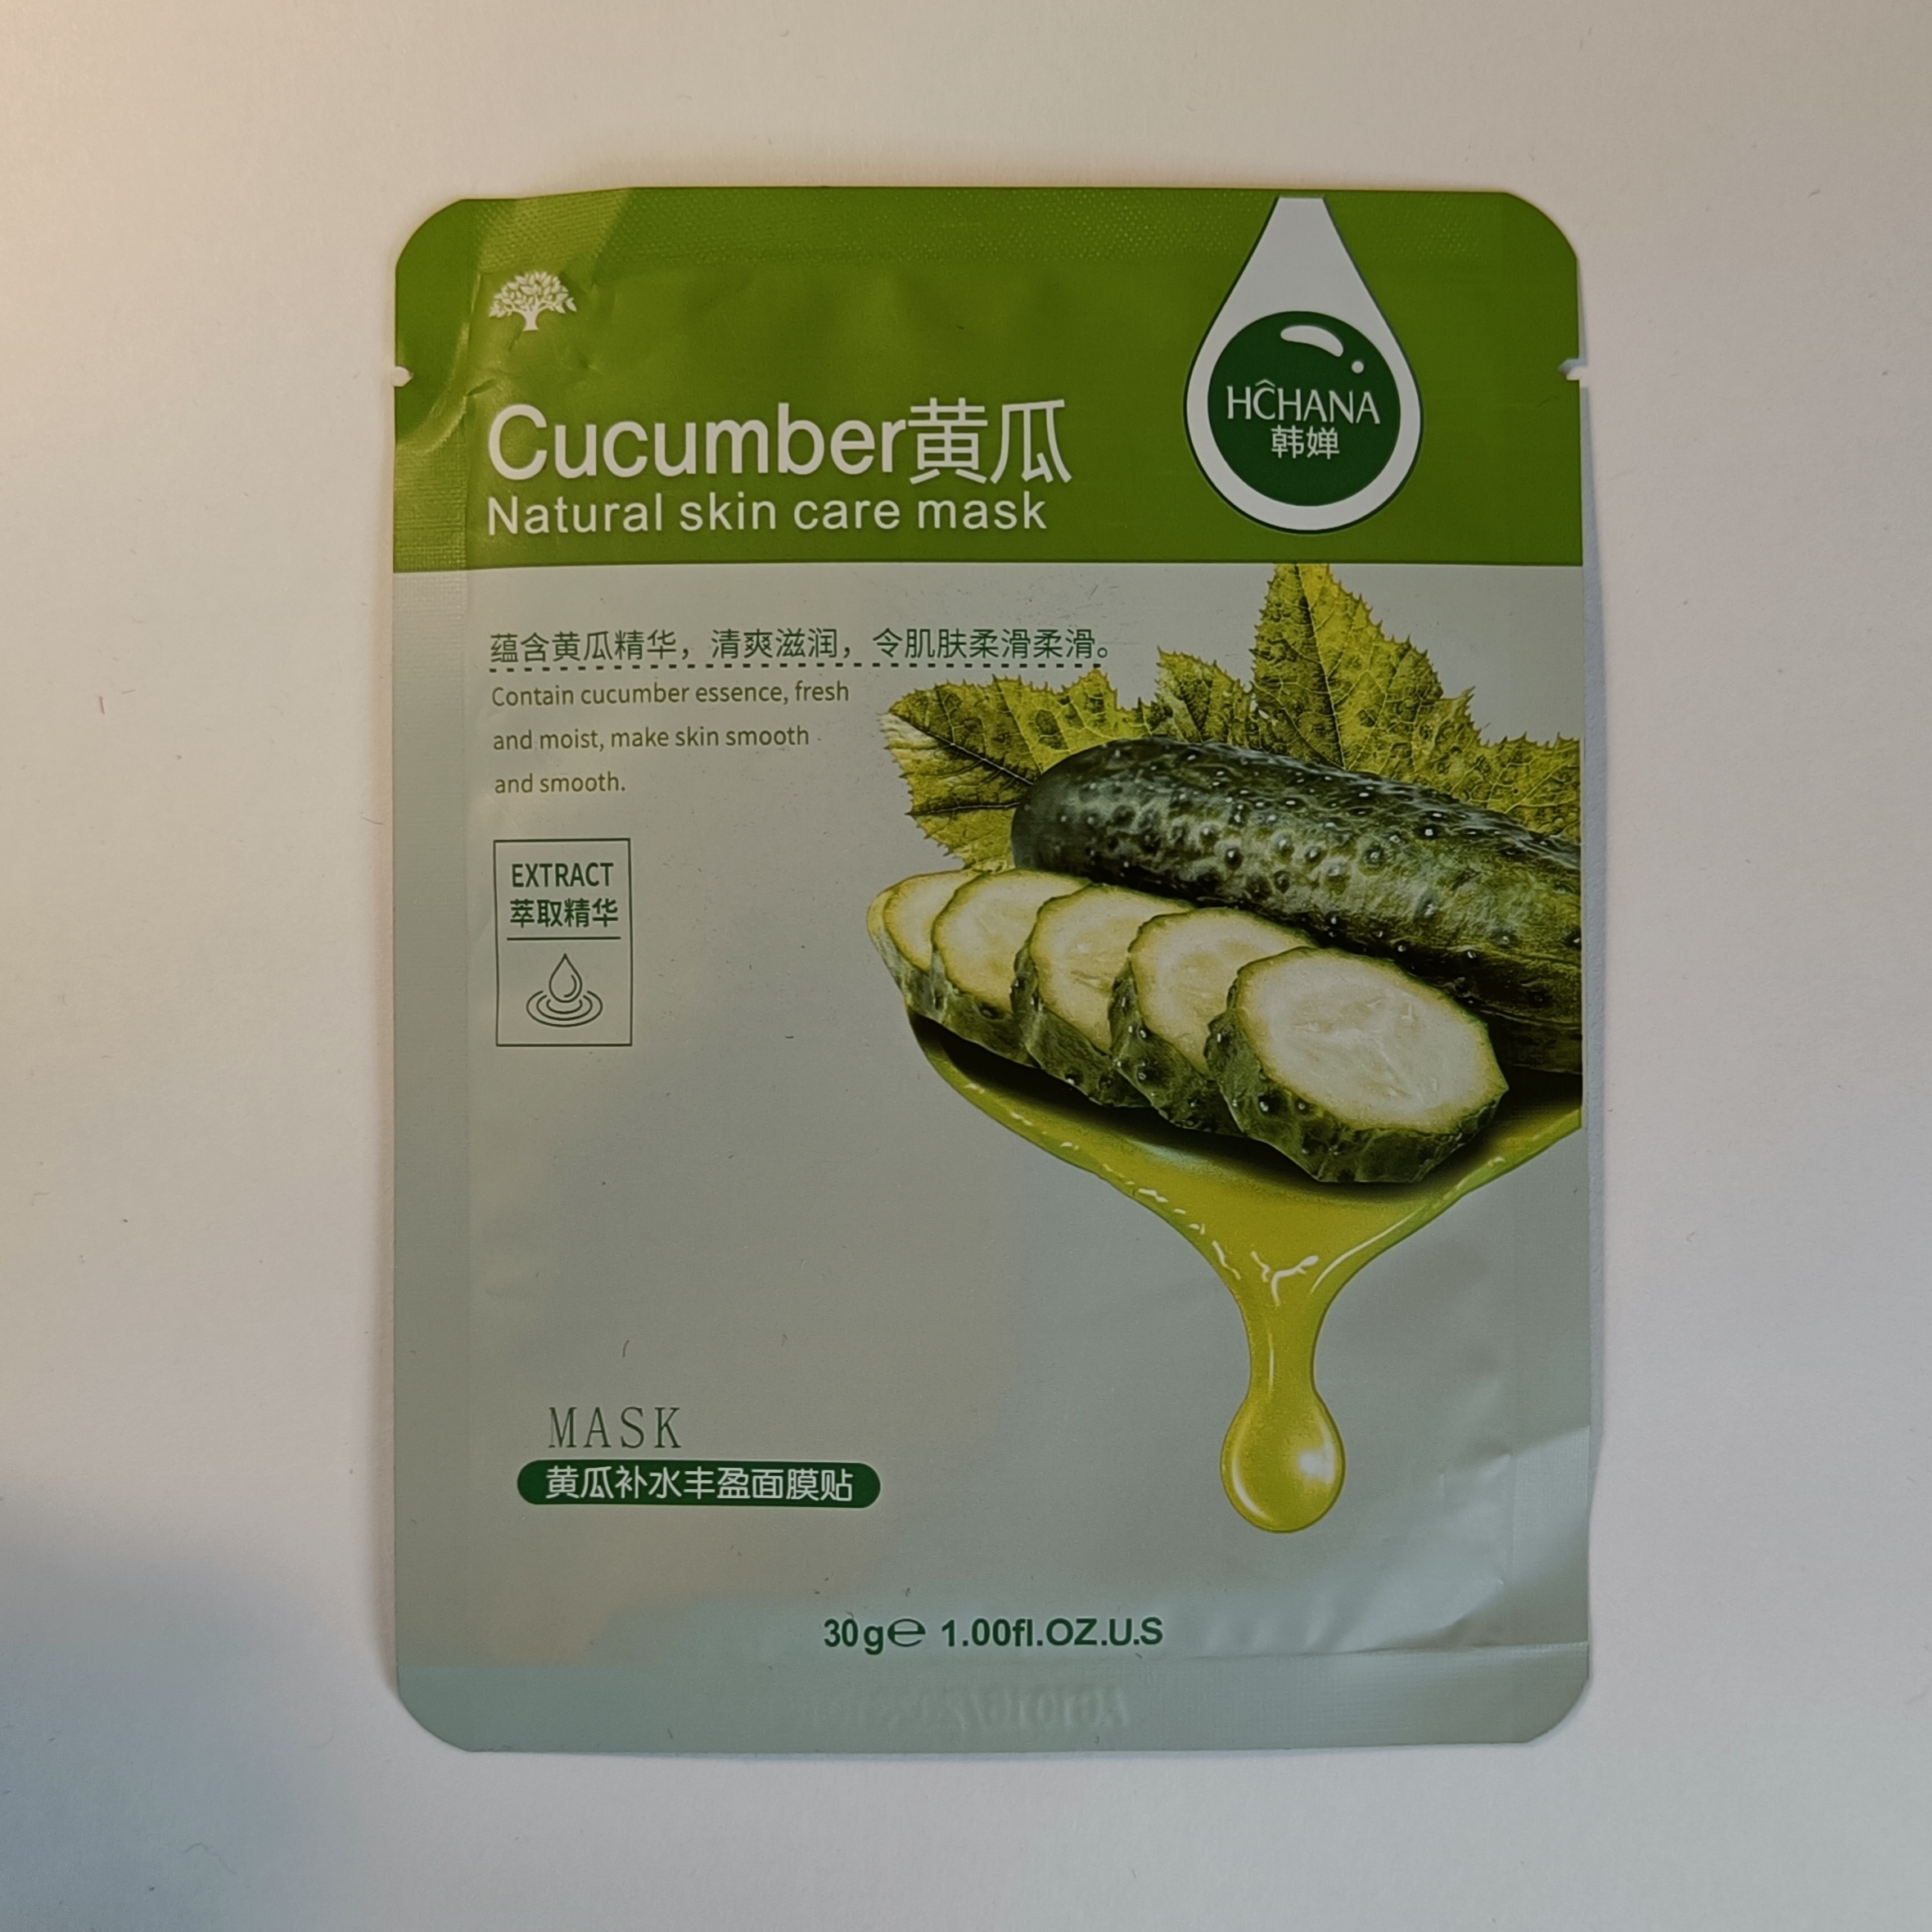 HĈHANA
韩婵
Cucumber黄瓜
Natural skin care mask
蕴含黄瓜精华，清爽滋润，令肌肤柔滑柔滑。
Contain cucumber essence, fresh
and moist, make skin smooth
and smooth.
EXTRACT
萃取精华
MASK
黄瓜补水丰盈面膜贴
30g℮ 1.00fl.OZ.U.S